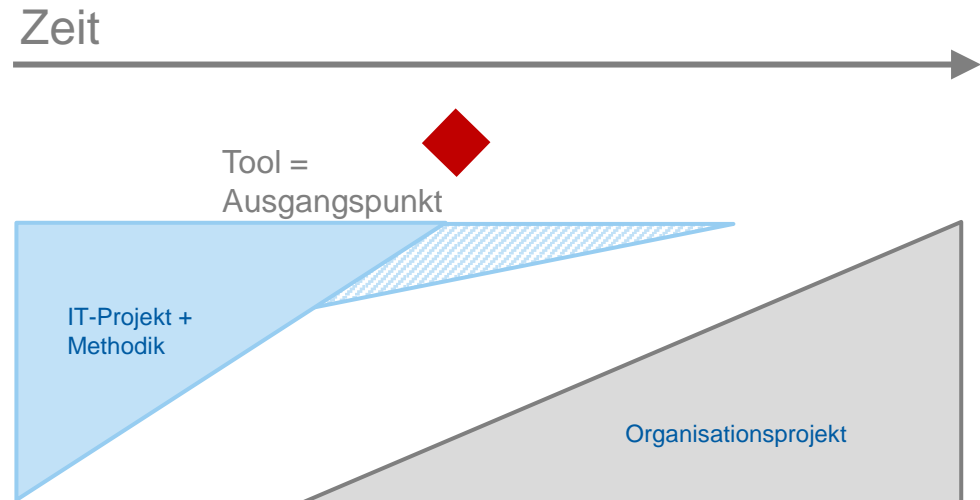 Zeit
Tool =
Ausgangspunkt
IT-Projekt +
Methodik
Organisationsprojekt